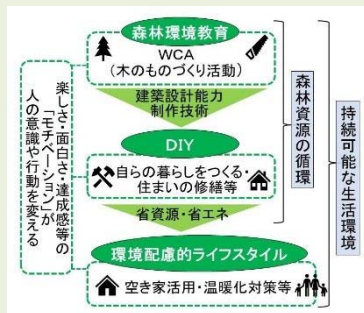 森林環境教育
WCA
(木のものづくり活動)
建築設計能力
制作技術
DIY
自らの暮らしをつくる・
住まいの修繕等
省資源・省エネ
環境配慮的ライフスタイル
空き家活用・温暖化対策等
楽しさ・面白さ・達成感等の
「モチベーション」が
人の意識や行動を変える
森林資源の循環
持続可能な生活環境